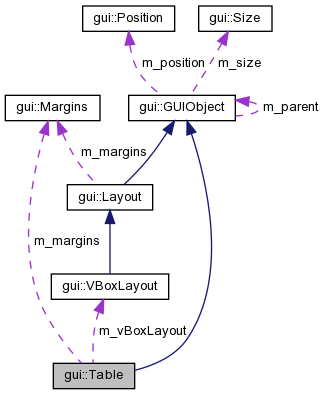 gui::Position
gui::Size
m_position
m_size
gui::Margins
gui::GUIObject
m_parent
m_margins
gui::Layout
m_margins
gui::VBoxLayout
m_vBoxLayout
gui::Table